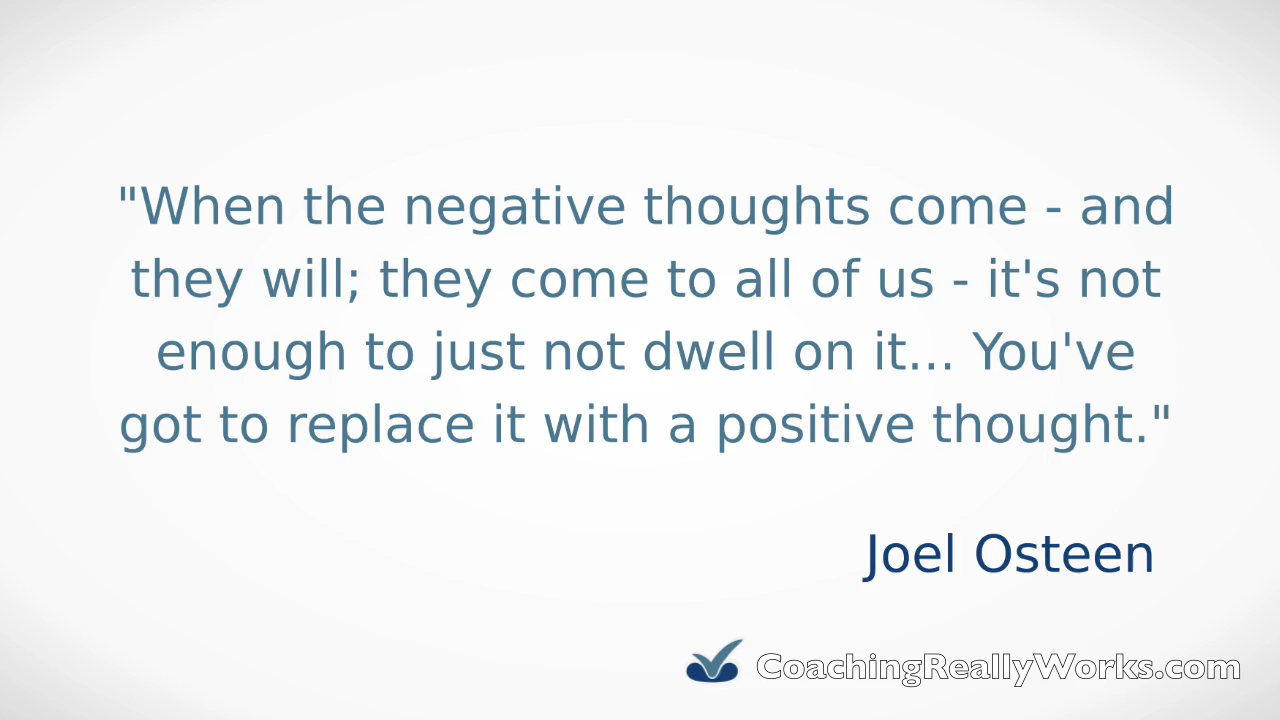 "When the negative thoughts come - and
they will; they come to all of us - it's not
enough to just not dwell on it... You've
got to replace it with a positive thought."
Joel Osteen
CoachingReallyWorks.com